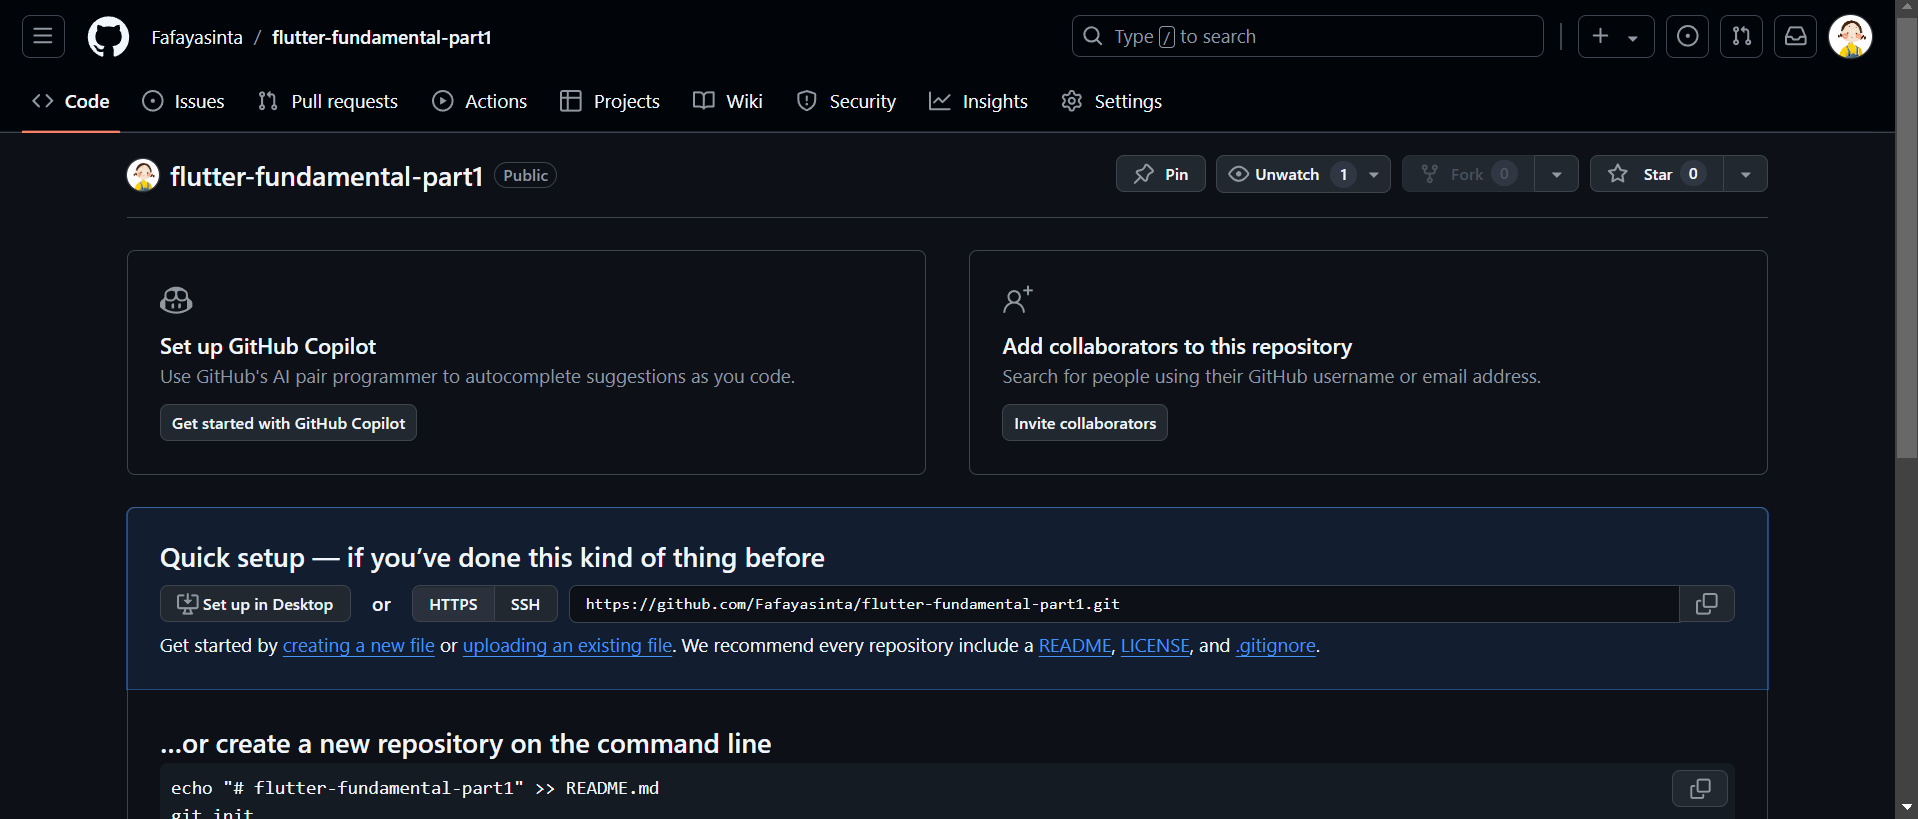 Fafayasinta / flutter-fundamental-part1
Type / to search
Code Issues Pull requests Actions Projects Wiki Security Insights Settings
flutter-fundamental-part1 Public
Pin Unwatch 1 Fork 0 Star 0
Set up GitHub Copilot
Use GitHub's AI pair programmer to autocomplete suggestions as you code.
Get started with GitHub Copilot
Add collaborators to this repository
Search for people using their GitHub username or email address.
Invite collaborators
Quick setup — if you’ve done this kind of thing before
Set up in Desktop or HTTPS SSH https://github.com/Fafayasinta/flutter-fundamental-part1.git
Get started by creating a new file or uploading an existing file. We recommend every repository include a README, LICENSE, and .gitignore.
…or create a new repository on the command line
echo "# flutter-fundamental-part1" >> README.md
git init